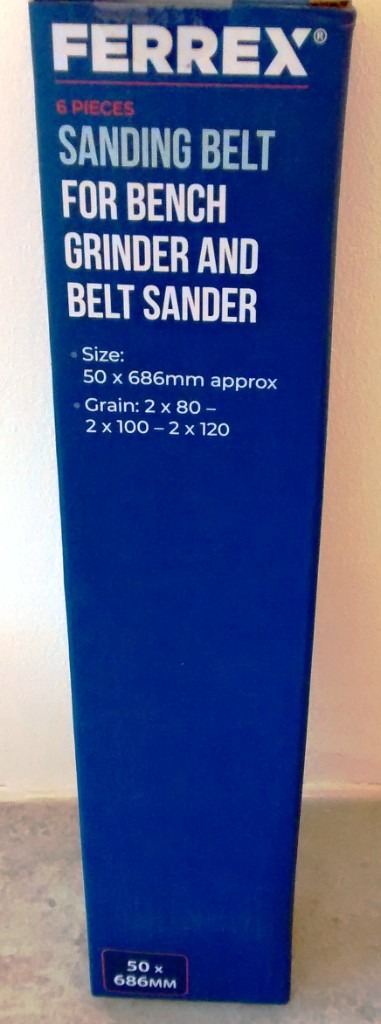 FERREX®
6 PIECES
SANDING BELT
FOR BENCH
GRINDER AND
BELT SANDER
• Size:
50 x 686mm approx
• Grain: 2 x 80 –
2 x 100 – 2 x 120
50 x
686MM